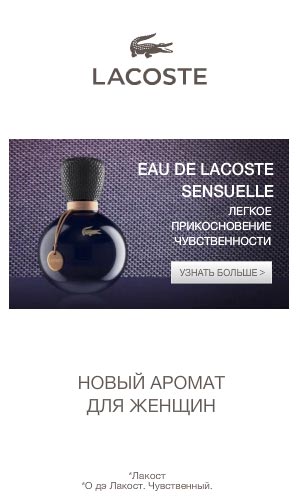 LACOSTE
EAU DE LACOSTE
SENSUELLE
ЛЕГКОЕ
ПРИКОСНОВЕНИЕ
ЧУВСТВЕННОСТИ
УЗНАТЬ БОЛЬШЕ >
НОВЫЙ АРОМАТ
ДЛЯ ЖЕНЩИН
*Лакост
*О дэ Лакост. Чувственный.